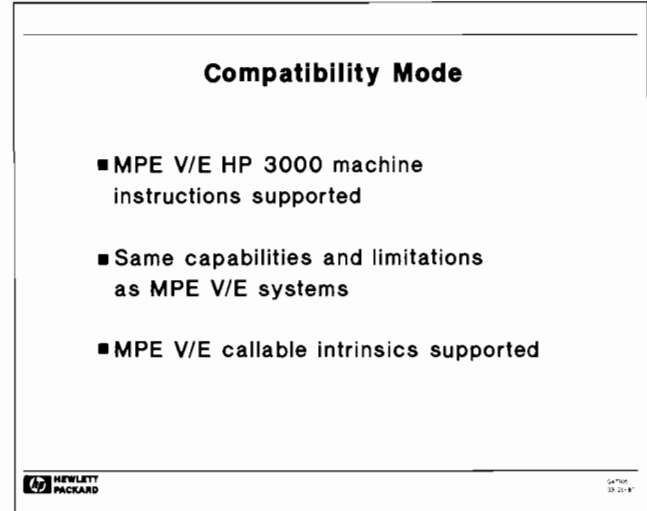 Compatibility Mode
■ MPE V/E HP 3000 machine
instructions supported
■ Same capabilities and limitations
as MPE V/E systems
■ MPE V/E callable intrinsics supported
hp HEWLETT
PACKARD